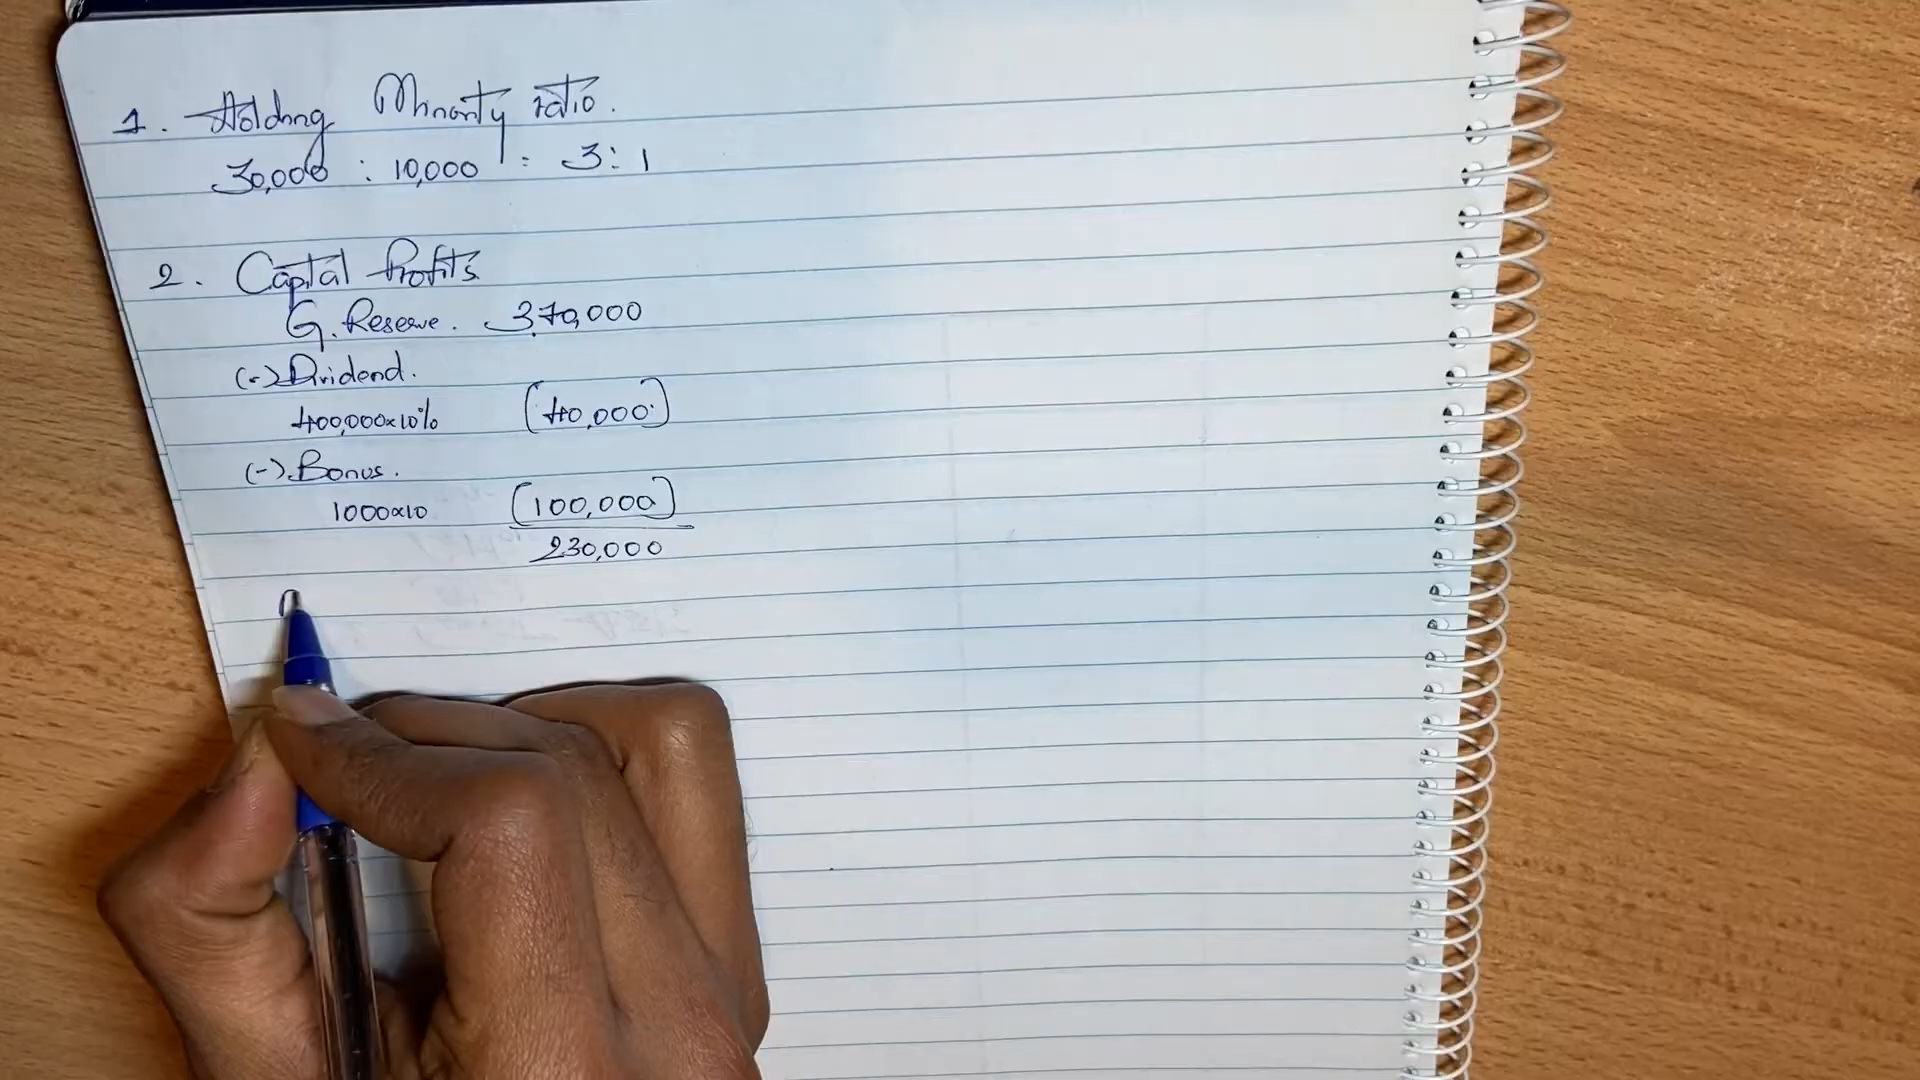 1. Holding Minority ratio.
30,000 : 10,000 = 3:1
2. Capital Profits
G. Reserve. 370,000
(-) Dividend.
400,000x10% (40,000)
(-) Bonus.
1000x10 (100,000)
230,000